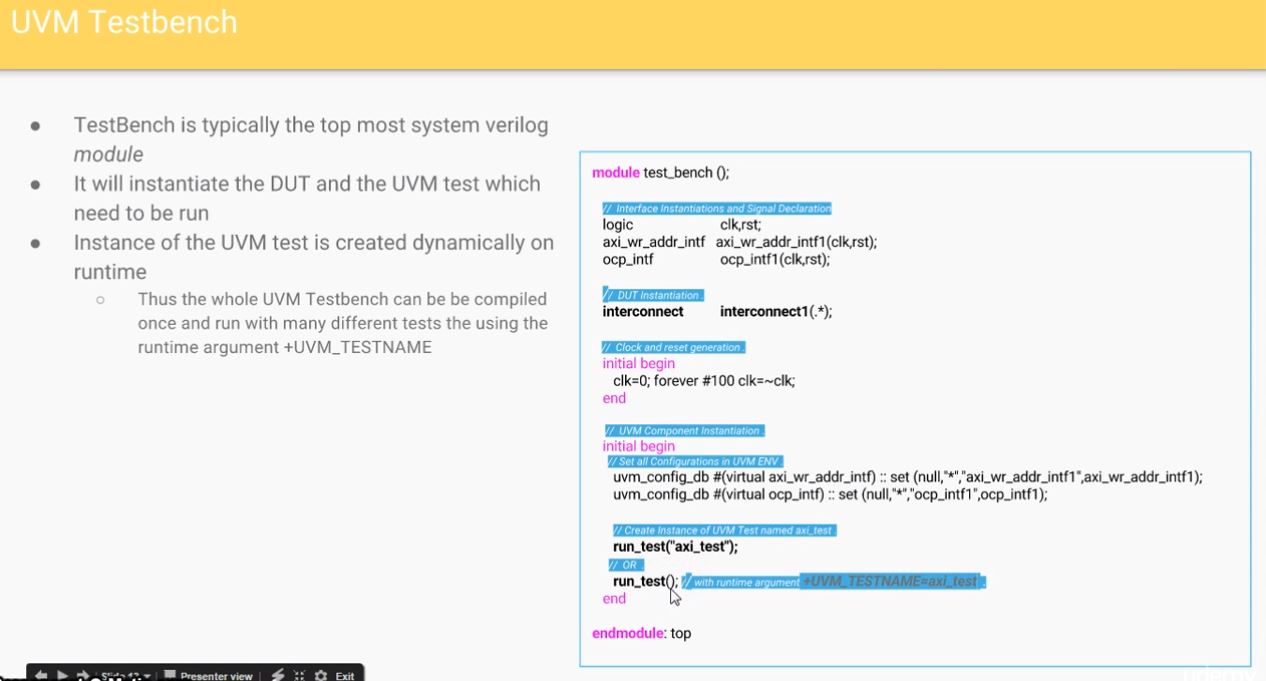 UVM Testbench
● TestBench is typically the top most system verilog
module
● It will instantiate the DUT and the UVM test which
need to be run
● Instance of the UVM test is created dynamically on
runtime
○ Thus the whole UVM Testbench can be be compiled
once and run with many different tests the using the
runtime argument +UVM_TESTNAME
module test_bench ();
// Interface Instantiations and Signal Declaration
logic clk,rst;
axi_wr_addr_intf axi_wr_addr_intf1(clk,rst);
ocp_intf ocp_intf1(clk,rst);
// DUT Instantiation .
interconnect interconnect1(.*);
// Clock and reset generation .
initial begin
clk=0; forever #100 clk=~clk;
end
// UVM Component Instantiation .
initial begin
// Set all Configurations in UVM ENV .
uvm_config_db #(virtual axi_wr_addr_intf) :: set (null,"*","axi_wr_addr_intf1",axi_wr_addr_intf1);
uvm_config_db #(virtual ocp_intf) :: set (null,"*","ocp_intf1",ocp_intf1);
// Create Instance of UVM Test named axi_test .
run_test("axi_test");
// OR .
run_test(); // with runtime argument +UVM_TESTNAME=axi_test .
end
endmodule: top
Presenter view Exit
udemy